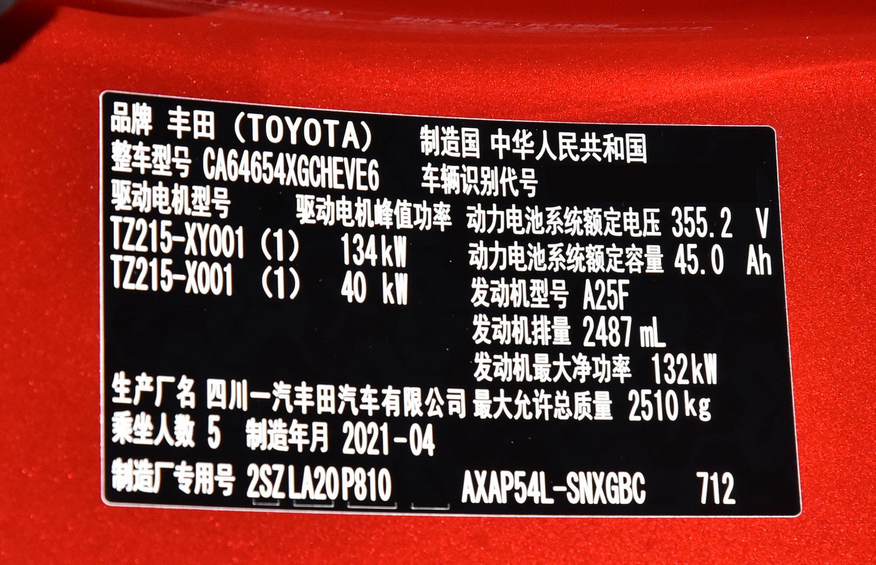 品牌 丰田 (TOYOTA) 制造国 中华人民共和国
整车型号 CA64654XGCHEVE6 车辆识别代号
驱动电机型号 驱动电机峰值功率 动力电池系统额定电压 355.2 V
TZ215-XY001 (1) 134kW 动力电池系统额定容量 45.0 Ah
TZ215-X001 (1) 40 kW 发动机型号 A25F
发动机排量 2487 mL
发动机最大净功率 132kW
生产厂名 四川一汽丰田汽车有限公司 最大允许总质量 2510kg
乘坐人数 5 制造年月 2021-04
制造厂专用号 2SZLA20P810 AXAP54L-SNXGBC 712